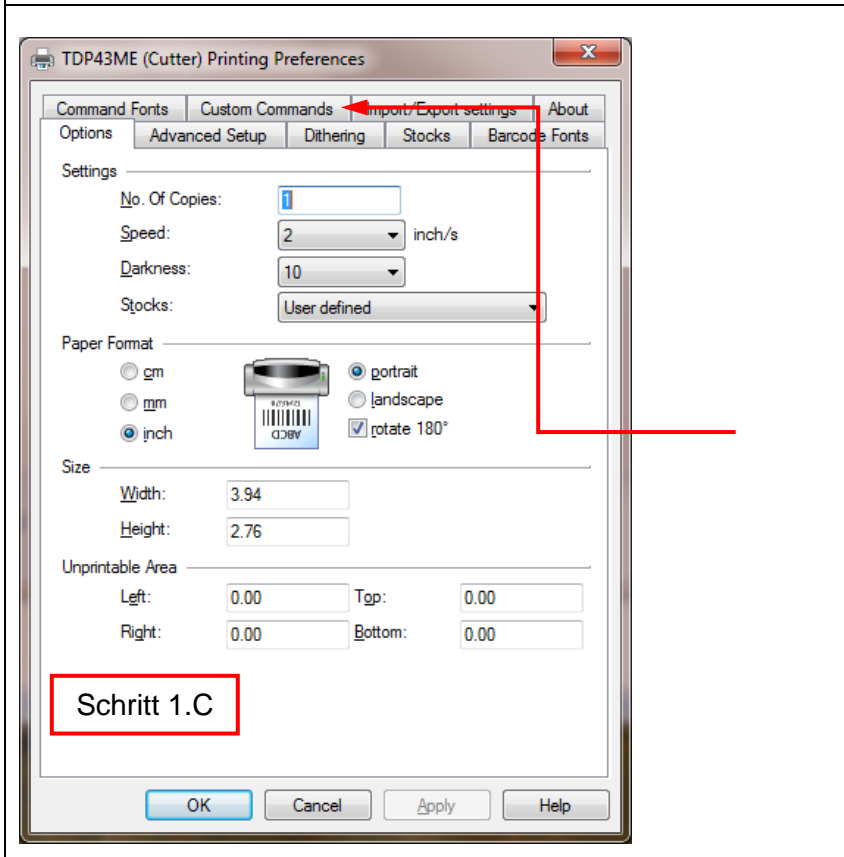 TDP43ME (Cutter) Printing Preferences
Command Fonts Custom Commands Import/Export settings About
Options Advanced Setup Dithering Stocks Barcode Fonts
Settings
No. Of Copies: 1
Speed: 2 inch/s
Darkness: 10
Stocks: User defined
Paper Format
cm portrait
mm landscape
inch rotate 180°
12345678
ABCD
Size
Width: 3.94
Height: 2.76
Unprintable Area
Left: 0.00 Top: 0.00
Right: 0.00 Bottom: 0.00
Schritt 1.C
OK Cancel Apply Help